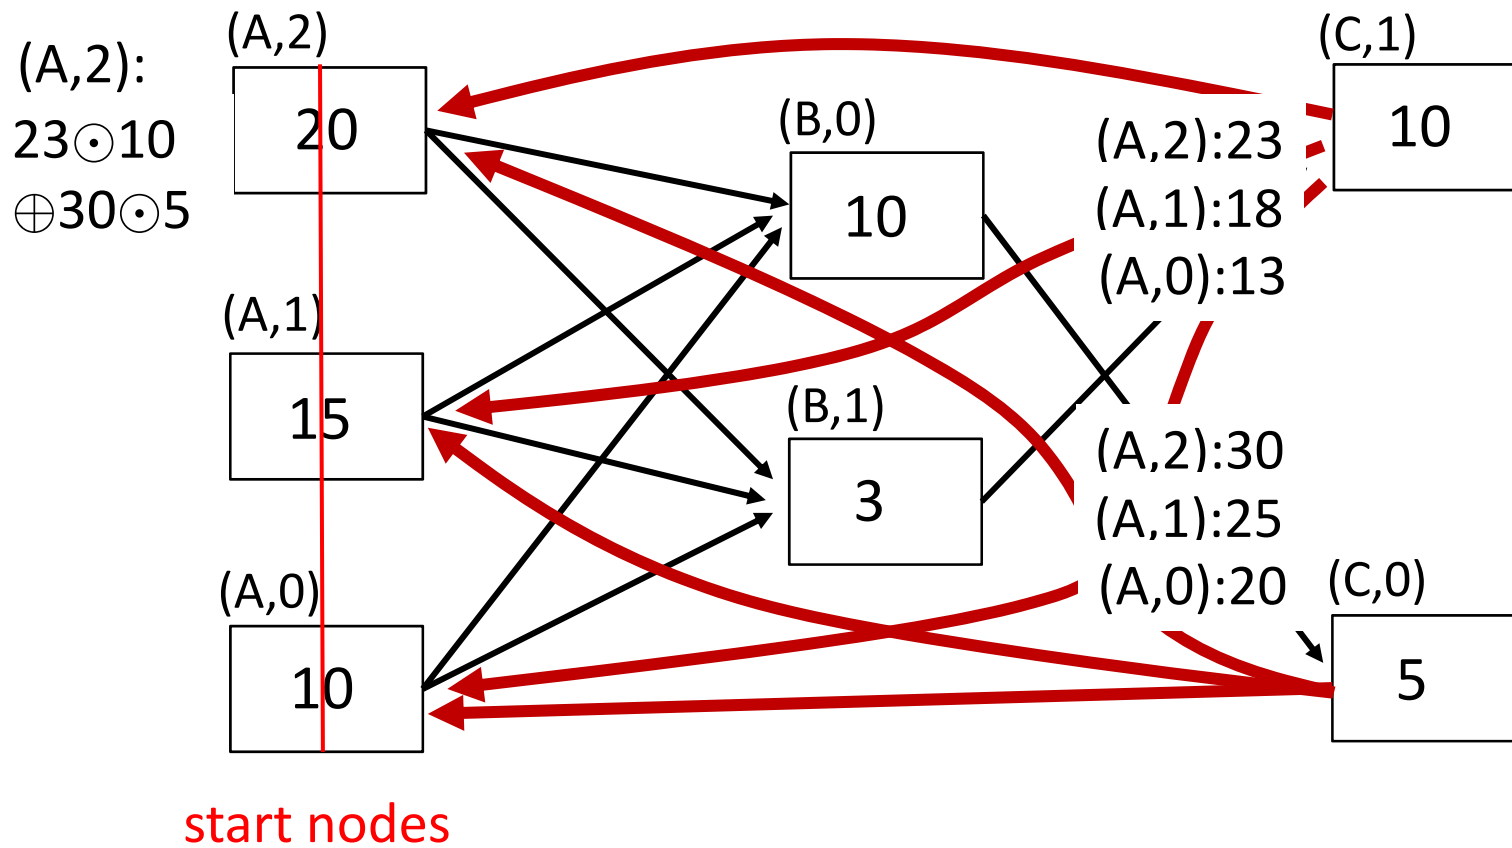 (A,2):
23⊙10
⊕30⊙5
(A,2)
20
(A,1)
15
(A,0)
10
start nodes
(B,0)
10
(B,1)
3
(A,2):23
(A,1):18
(A,0):13
(A,2):30
(A,1):25
(A,0):20
(C,1)
10
(C,0)
5